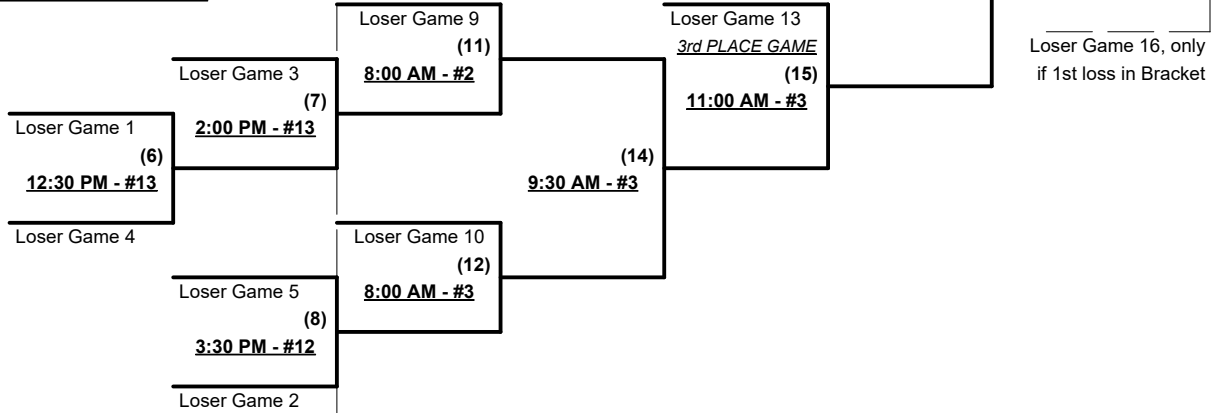 Loser Game 9
(11)
8:00 AM - #2
Loser Game 13
3rd PLACE GAME
(15)
11:00 AM - #3
Loser Game 16, only
if 1st loss in Bracket
Loser Game 3
(7)
2:00 PM - #13
Loser Game 1
(6)
12:30 PM - #13
Loser Game 4
(14)
9:30 AM - #3
Loser Game 10
(12)
8:00 AM - #3
Loser Game 5
(8)
3:30 PM - #12
Loser Game 2